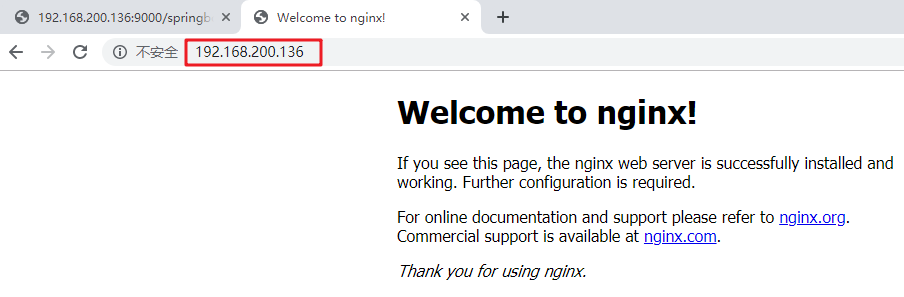 192.168.200.136:9000/springb
Welcome to nginx!
不安全
192.168.200.136
Welcome to nginx!
If you see this page, the nginx web server is successfully installed and
working. Further configuration is required.
For online documentation and support please refer to nginx.org.
Commercial support is available at nginx.com.
Thank you for using nginx.